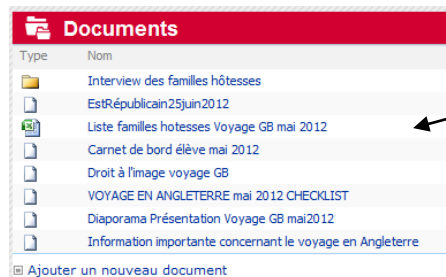 Documents
Type Nom
Interview des familles hôtesses
EstRépublicain25juin2012
Liste familles hotesses Voyage GB mai 2012
Carnet de bord élève mai 2012
Droit à l'image voyage GB
VOYAGE EN ANGLETERRE mai 2012 CHECKLIST
Diaporama Présentation Voyage GB mai2012
Information importante concernant le voyage en Angleterre
Ajouter un nouveau document